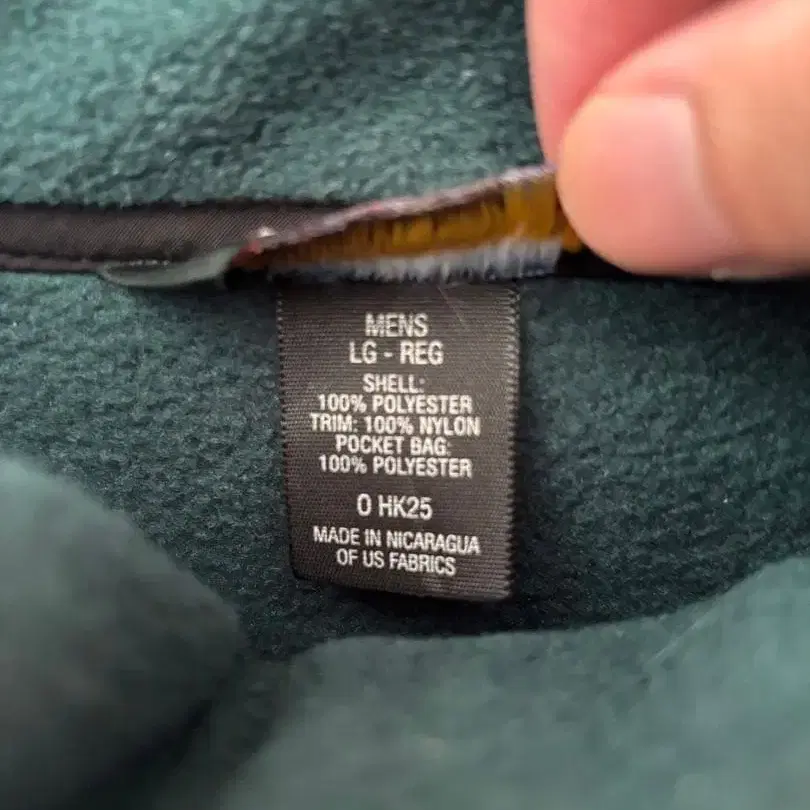 MENS
LG - REG
SHELL:
100% POLYESTER
TRIM: 100% NYLON
POCKET BAG:
100% POLYESTER
0 HK25
MADE IN NICARAGUA
OF US FABRICS